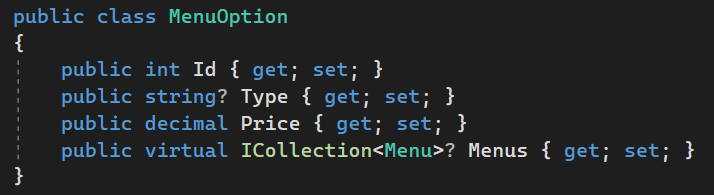 public class MenuOption
{
public int Id { get; set; }
public string? Type { get; set; }
public decimal Price { get; set; }
public virtual ICollection<Menu>? Menus { get; set; }
}